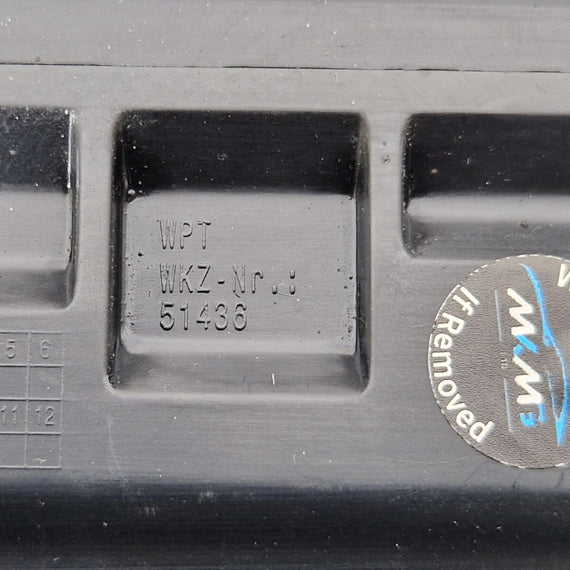 WPT
WKZ-Nr.:
51436
5 6
11 12
If Removed
M&M